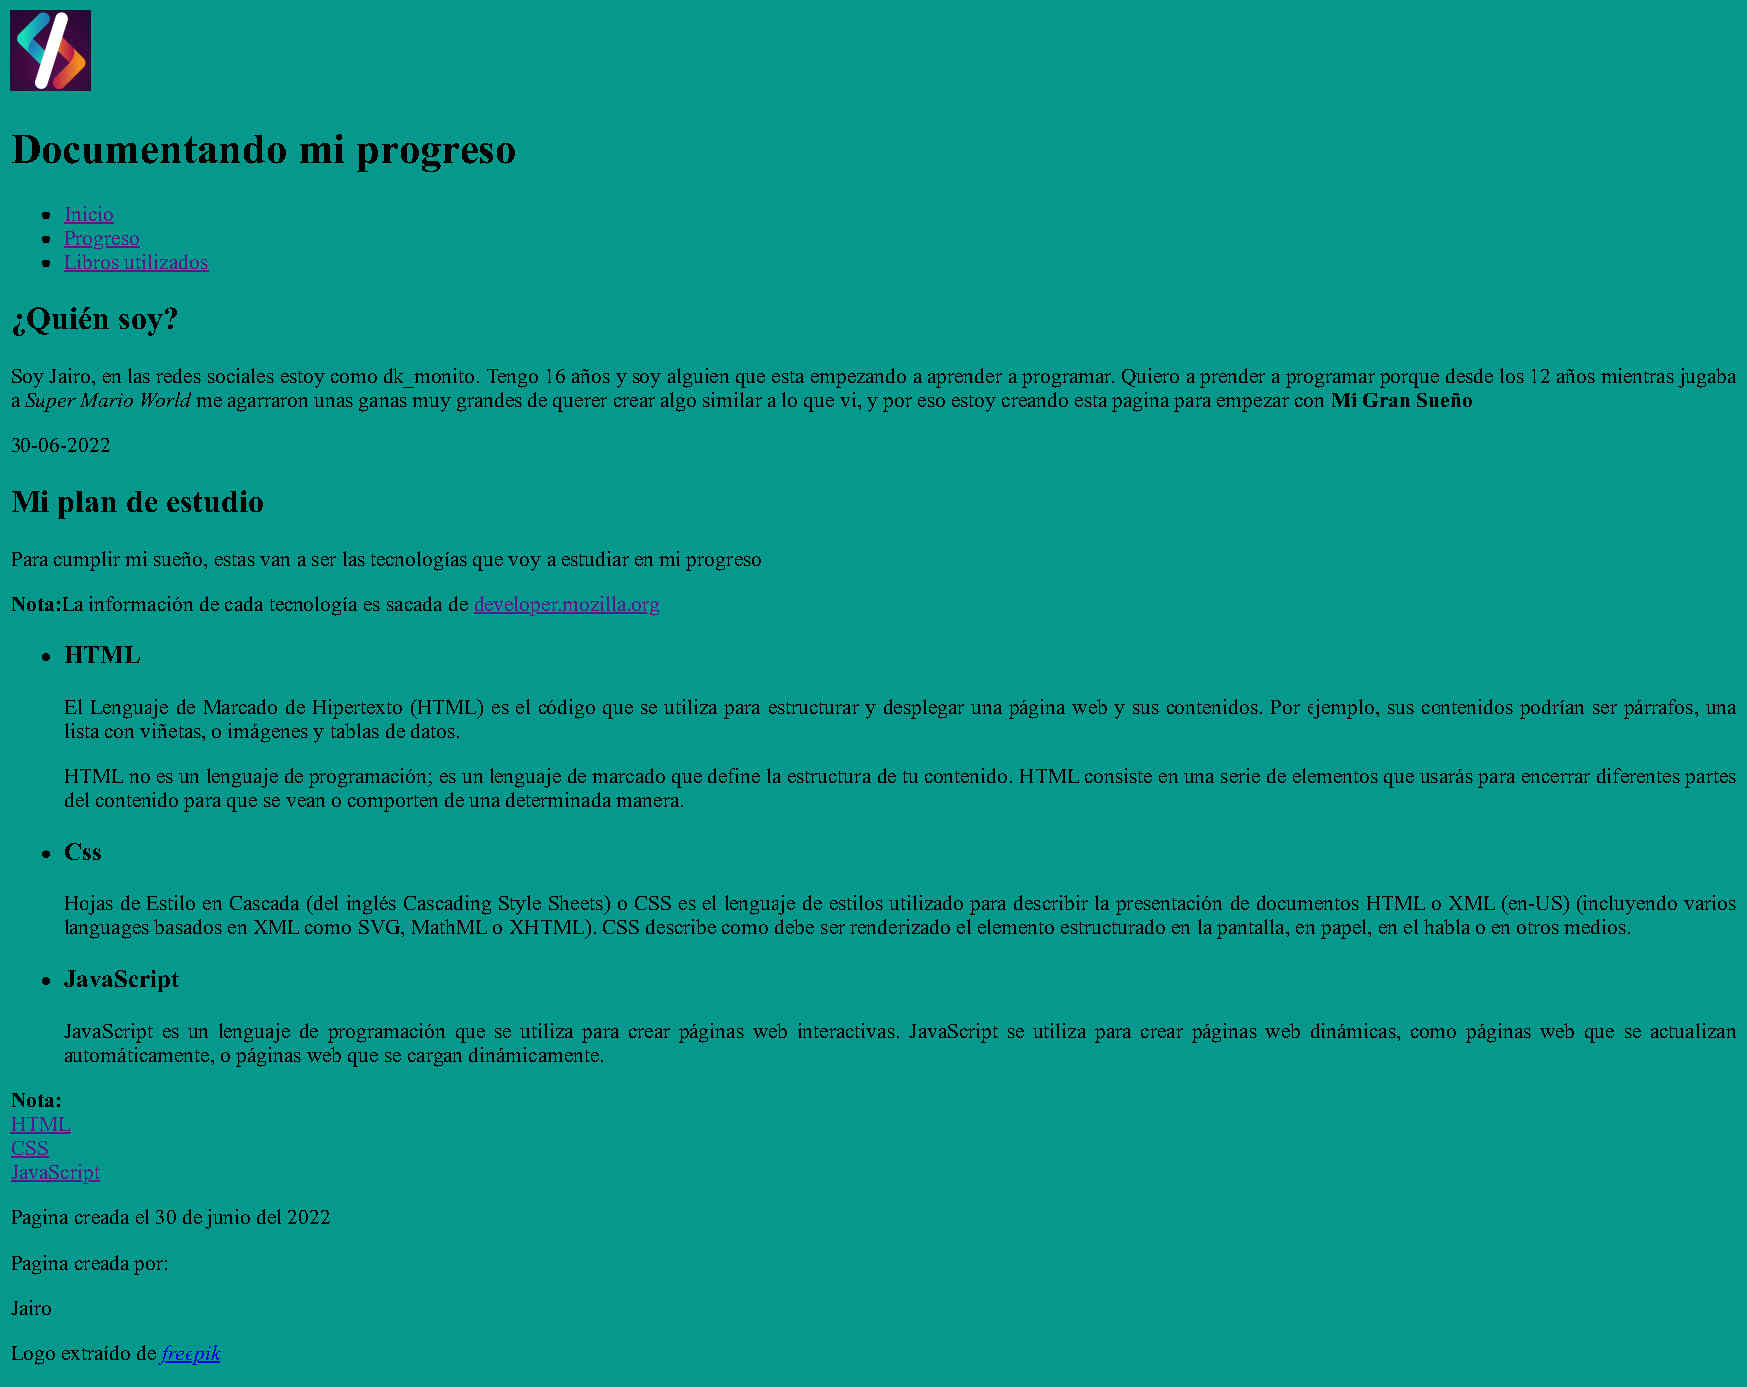 Documentando mi progreso
Inicio
Progreso
Libros utilizados
¿Quién soy?
Soy Jairo, en las redes sociales estoy como dk_monito. Tengo 16 años y soy alguien que esta empezando a aprender a programar. Quiero a prender a programar porque desde los 12 años mientras jugaba
a Super Mario World me agarraron unas ganas muy grandes de querer crear algo similar a lo que vi, y por eso estoy creando esta pagina para empezar con Mi Gran Sueño
30-06-2022
Mi plan de estudio
Para cumplir mi sueño, estas van a ser las tecnologías que voy a estudiar en mi progreso
Nota:La información de cada tecnología es sacada de developer.mozilla.org
HTML
El Lenguaje de Marcado de Hipertexto (HTML) es el código que se utiliza para estructurar y desplegar una página web y sus contenidos. Por ejemplo, sus contenidos podrían ser párrafos, una
lista con viñetas, o imágenes y tablas de datos.
HTML no es un lenguaje de programación; es un lenguaje de marcado que define la estructura de tu contenido. HTML consiste en una serie de elementos que usarás para encerrar diferentes partes
del contenido para que se vean o comporten de una determinada manera.
Css
Hojas de Estilo en Cascada (del inglés Cascading Style Sheets) o CSS es el lenguaje de estilos utilizado para describir la presentación de documentos HTML o XML (en-US) (incluyendo varios
languages basados en XML como SVG, MathML o XHTML). CSS describe como debe ser renderizado el elemento estructurado en la pantalla, en papel, en el habla o en otros medios.
JavaScript
JavaScript es un lenguaje de programación que se utiliza para crear páginas web interactivas. JavaScript se utiliza para crear páginas web dinámicas, como páginas web que se actualizan
automáticamente, o páginas web que se cargan dinámicamente.
Nota:
HTML
CSS
JavaScript
Pagina creada el 30 de junio del 2022
Pagina creada por:
Jairo
Logo extraído de freepik